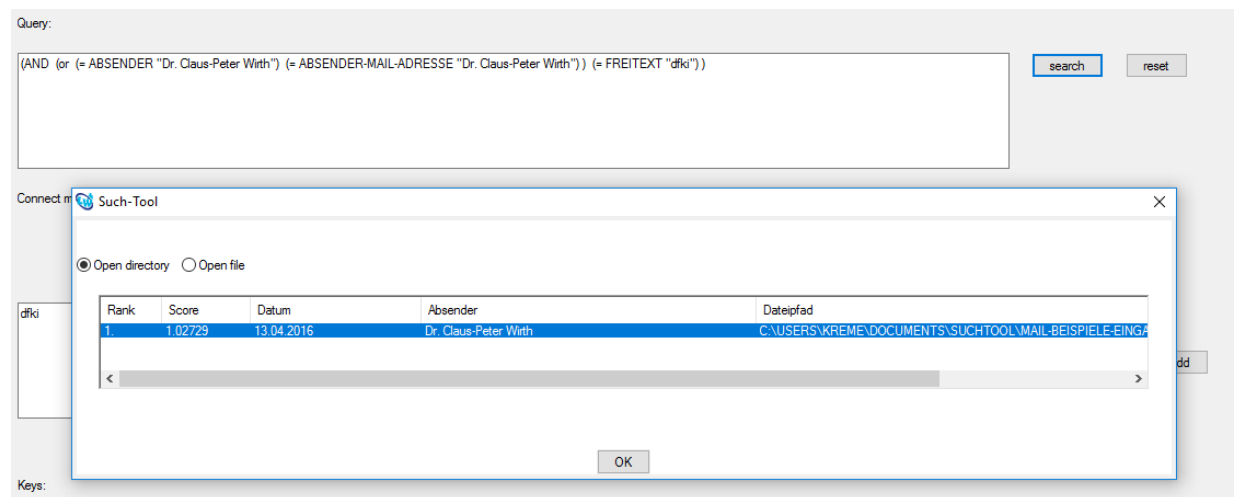 Query:
(AND (or (= ABSENDER "Dr. Claus-Peter Wirth") (= ABSENDER-MAIL-ADRESSE "Dr. Claus-Peter Wirth") ) (= FREITEXT "dfki") )
search
reset
Connect m
Such-Tool
Open directory
Open file
dfki
Rank Score Datum Absender Dateipfad
1. 1.02729 13.04.2016 Dr. Claus-Peter Wirth C:\USERS\KREME\DOCUMENTS\SUCHTOOL\MAIL-BEISPIELE-EINGA
dd
OK
Keys: